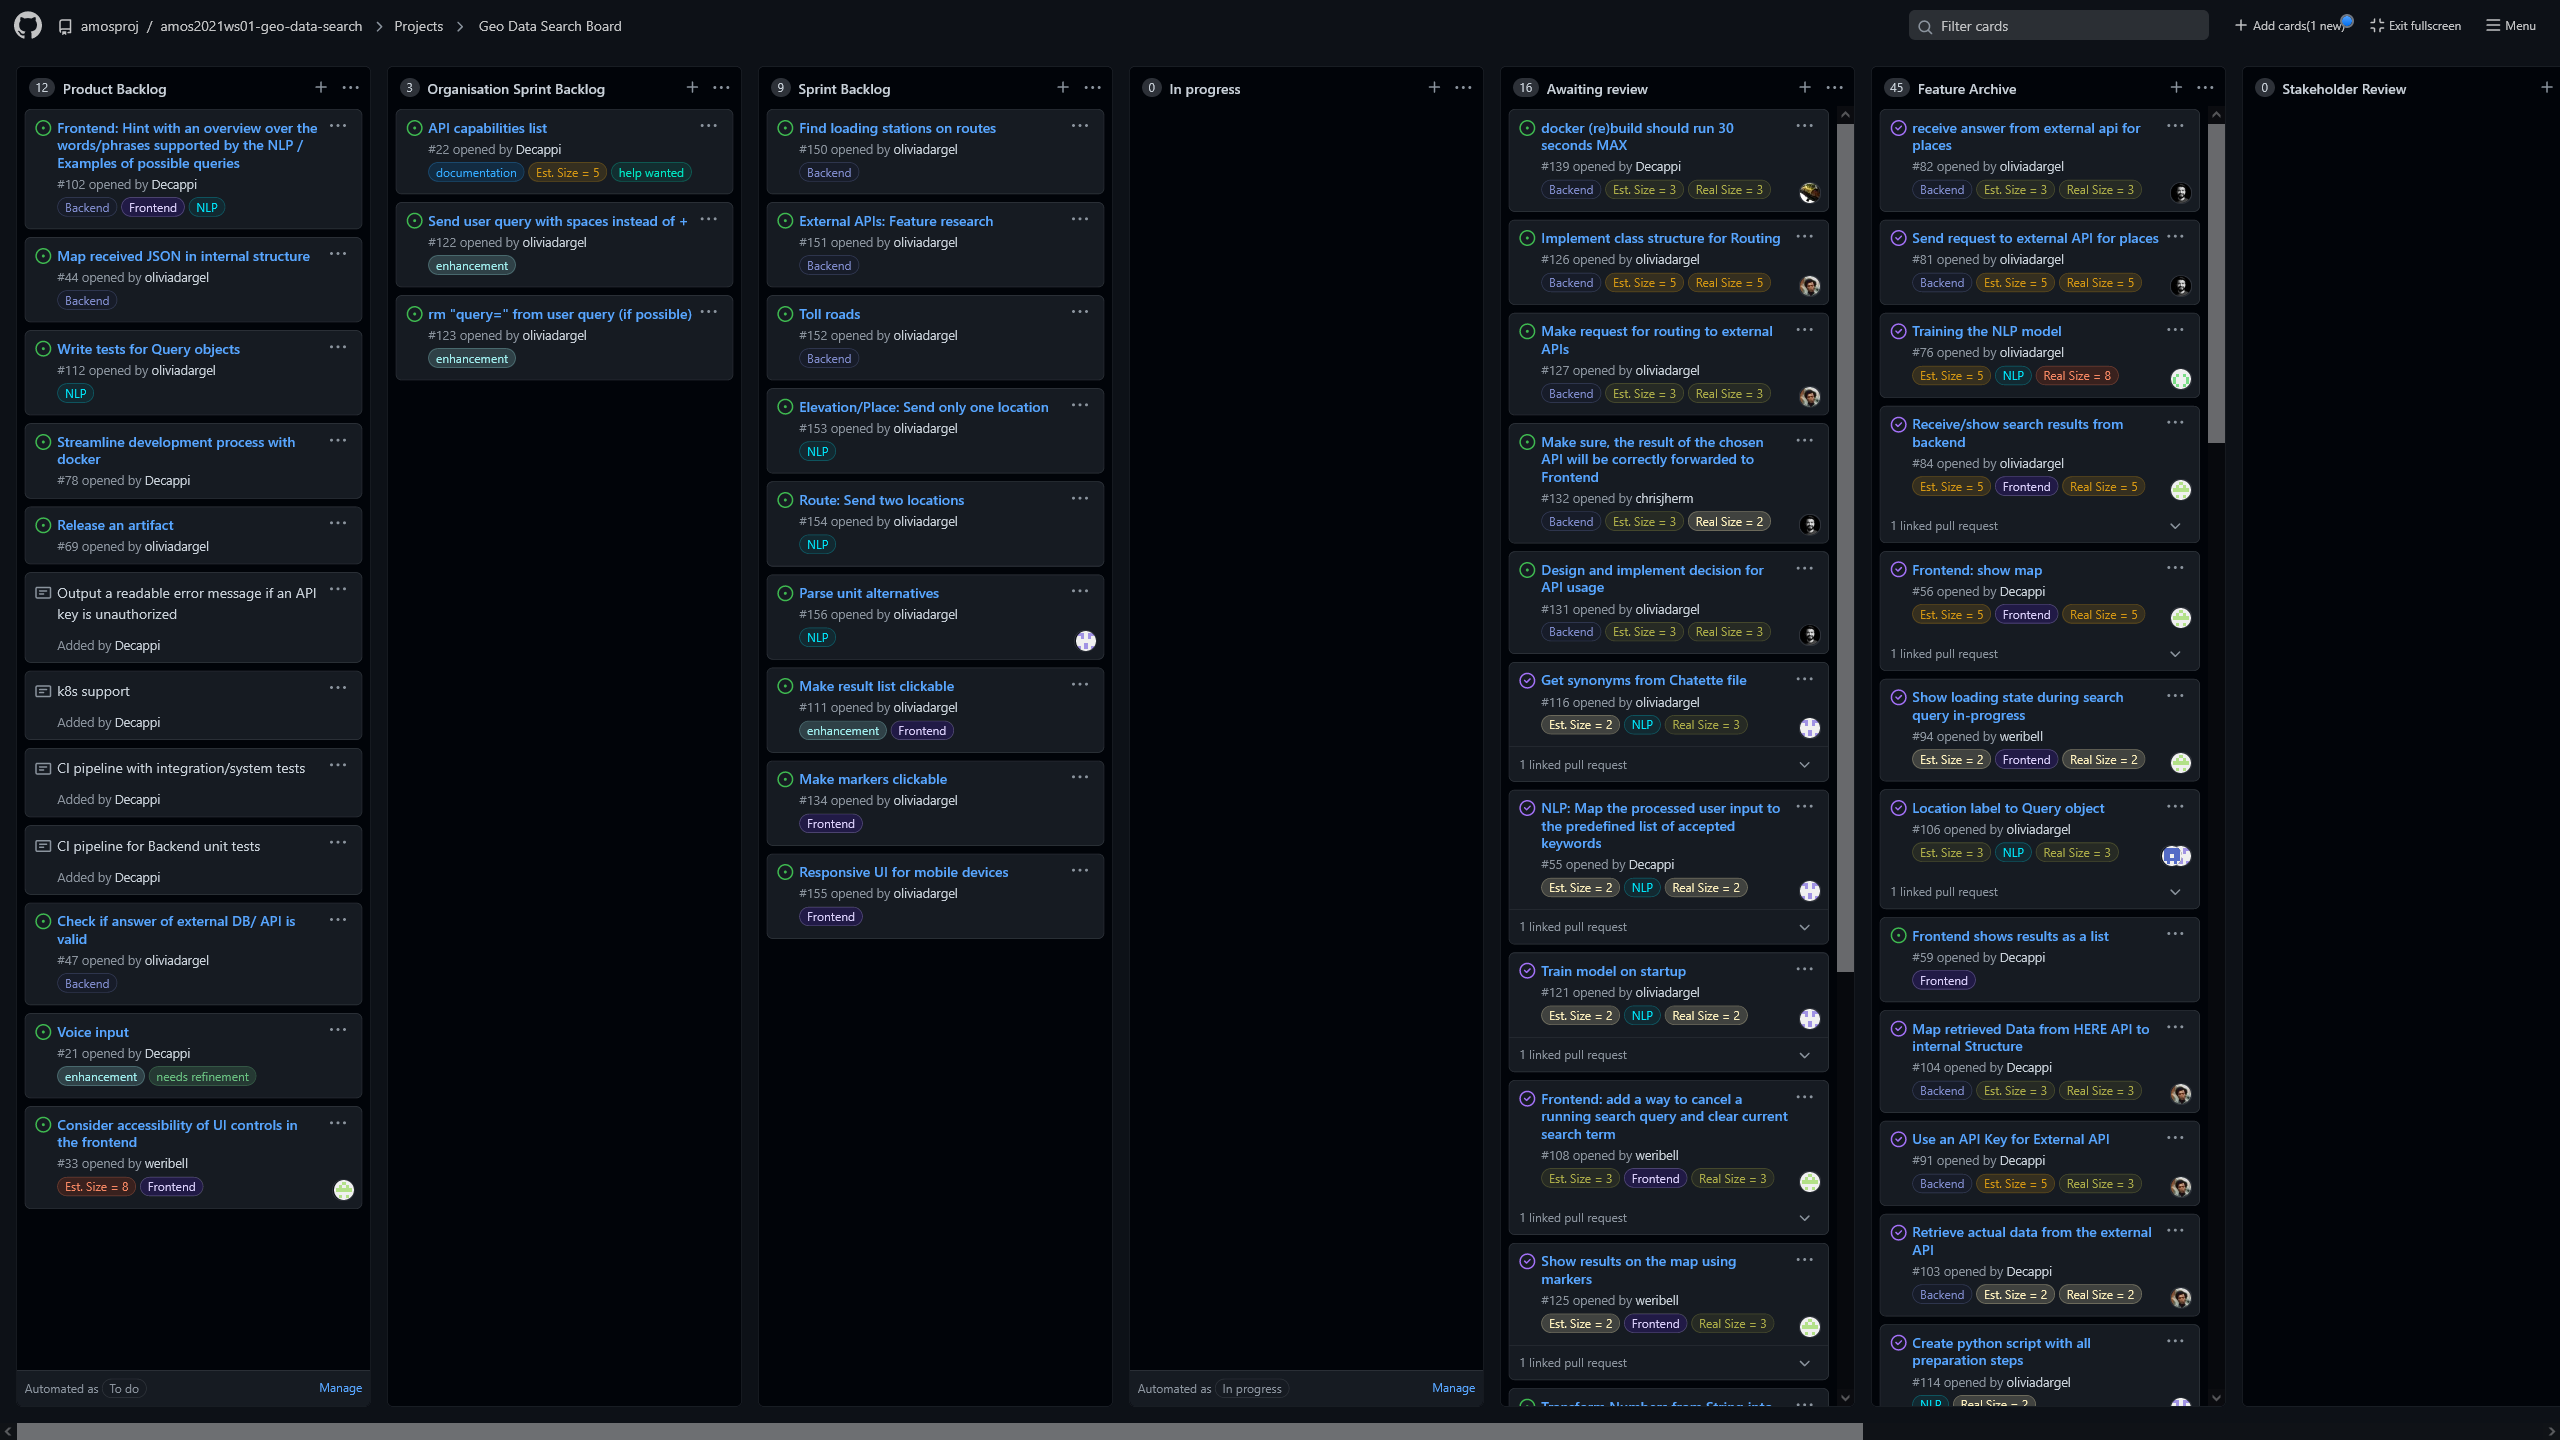 amosproj / amos2021ws01-geo-data-search > Projects > Geo Data Search Board
Filter cards
Add cards(1 new)
Exit fullscreen
Menu
12 Product Backlog
Frontend: Hint with an overview over the
words/phrases supported by the NLP /
Examples of possible queries
#102 opened by Decappi
Backend Frontend NLP
Map received JSON in internal structure
#44 opened by oliviadargel
Backend
Write tests for Query objects
#112 opened by oliviadargel
NLP
Streamline development process with
docker
#78 opened by Decappi
Release an artifact
#69 opened by oliviadargel
Output a readable error message if an API
key is unauthorized
Added by Decappi
k8s support
Added by Decappi
CI pipeline with integration/system tests
Added by Decappi
CI pipeline for Backend unit tests
Added by Decappi
Check if answer of external DB/ API is
valid
#47 opened by oliviadargel
Backend
Voice input
#21 opened by Decappi
enhancement needs refinement
Consider accessibility of UI controls in
the frontend
#33 opened by weribell
Est. Size = 8 Frontend
Automated as To do Manage
3 Organisation Sprint Backlog
API capabilities list
#22 opened by Decappi
documentation Est. Size = 5 help wanted
Send user query with spaces instead of +
#122 opened by oliviadargel
enhancement
rm "query=" from user query (if possible)
#123 opened by oliviadargel
enhancement
9 Sprint Backlog
Find loading stations on routes
#150 opened by oliviadargel
Backend
External APIs: Feature research
#151 opened by oliviadargel
Backend
Toll roads
#152 opened by oliviadargel
Backend
Elevation/Place: Send only one location
#153 opened by oliviadargel
NLP
Route: Send two locations
#154 opened by oliviadargel
NLP
Parse unit alternatives
#156 opened by oliviadargel
NLP
Make result list clickable
#111 opened by oliviadargel
enhancement Frontend
Make markers clickable
#134 opened by oliviadargel
Frontend
Responsive UI for mobile devices
#155 opened by oliviadargel
Frontend
0 In progress
Automated as In progress Manage
16 Awaiting review
docker (re)build should run 30
seconds MAX
#139 opened by Decappi
Backend Est. Size = 3 Real Size = 3
Implement class structure for Routing
#126 opened by oliviadargel
Backend Est. Size = 5 Real Size = 5
Make request for routing to external
APIs
#127 opened by oliviadargel
Backend Est. Size = 3 Real Size = 3
Make sure, the result of the chosen
API will be correctly forwarded to
Frontend
#132 opened by chrisjherm
Backend Est. Size = 3 Real Size = 2
Design and implement decision for
API usage
#131 opened by oliviadargel
Backend Est. Size = 3 Real Size = 3
Get synonyms from Chatette file
#116 opened by oliviadargel
Est. Size = 2 NLP Real Size = 3
1 linked pull request
NLP: Map the processed user input to
the predefined list of accepted
keywords
#55 opened by Decappi
Est. Size = 2 NLP Real Size = 2
1 linked pull request
Train model on startup
#121 opened by oliviadargel
Est. Size = 2 NLP Real Size = 2
1 linked pull request
Frontend: add a way to cancel a
running search query and clear current
search term
#108 opened by weribell
Est. Size = 3 Frontend Real Size = 3
1 linked pull request
Show results on the map using
markers
#125 opened by weribell
Est. Size = 2 Frontend Real Size = 3
1 linked pull request
Transform Numbers from String into
45 Feature Archive
receive answer from external api for
places
#82 opened by oliviadargel
Backend Est. Size = 3 Real Size = 3
Send request to external API for places
#81 opened by oliviadargel
Backend Est. Size = 5 Real Size = 5
Training the NLP model
#76 opened by oliviadargel
Est. Size = 5 NLP Real Size = 8
Receive/show search results from
backend
#84 opened by oliviadargel
Est. Size = 5 Frontend Real Size = 5
1 linked pull request
Frontend: show map
#56 opened by Decappi
Est. Size = 5 Frontend Real Size = 5
1 linked pull request
Show loading state during search
query in-progress
#94 opened by weribell
Est. Size = 2 Frontend Real Size = 2
Location label to Query object
#106 opened by oliviadargel
Est. Size = 3 NLP Real Size = 3
1 linked pull request
Frontend shows results as a list
#59 opened by Decappi
Frontend
Map retrieved Data from HERE API to
internal Structure
#104 opened by Decappi
Backend Est. Size = 3 Real Size = 3
Use an API Key for External API
#91 opened by Decappi
Backend Est. Size = 5 Real Size = 3
Retrieve actual data from the external
API
#103 opened by Decappi
Backend Est. Size = 2 Real Size = 2
Create python script with all
preparation steps
#114 opened by oliviadargel
NLP Real Size = 2
0 Stakeholder Review